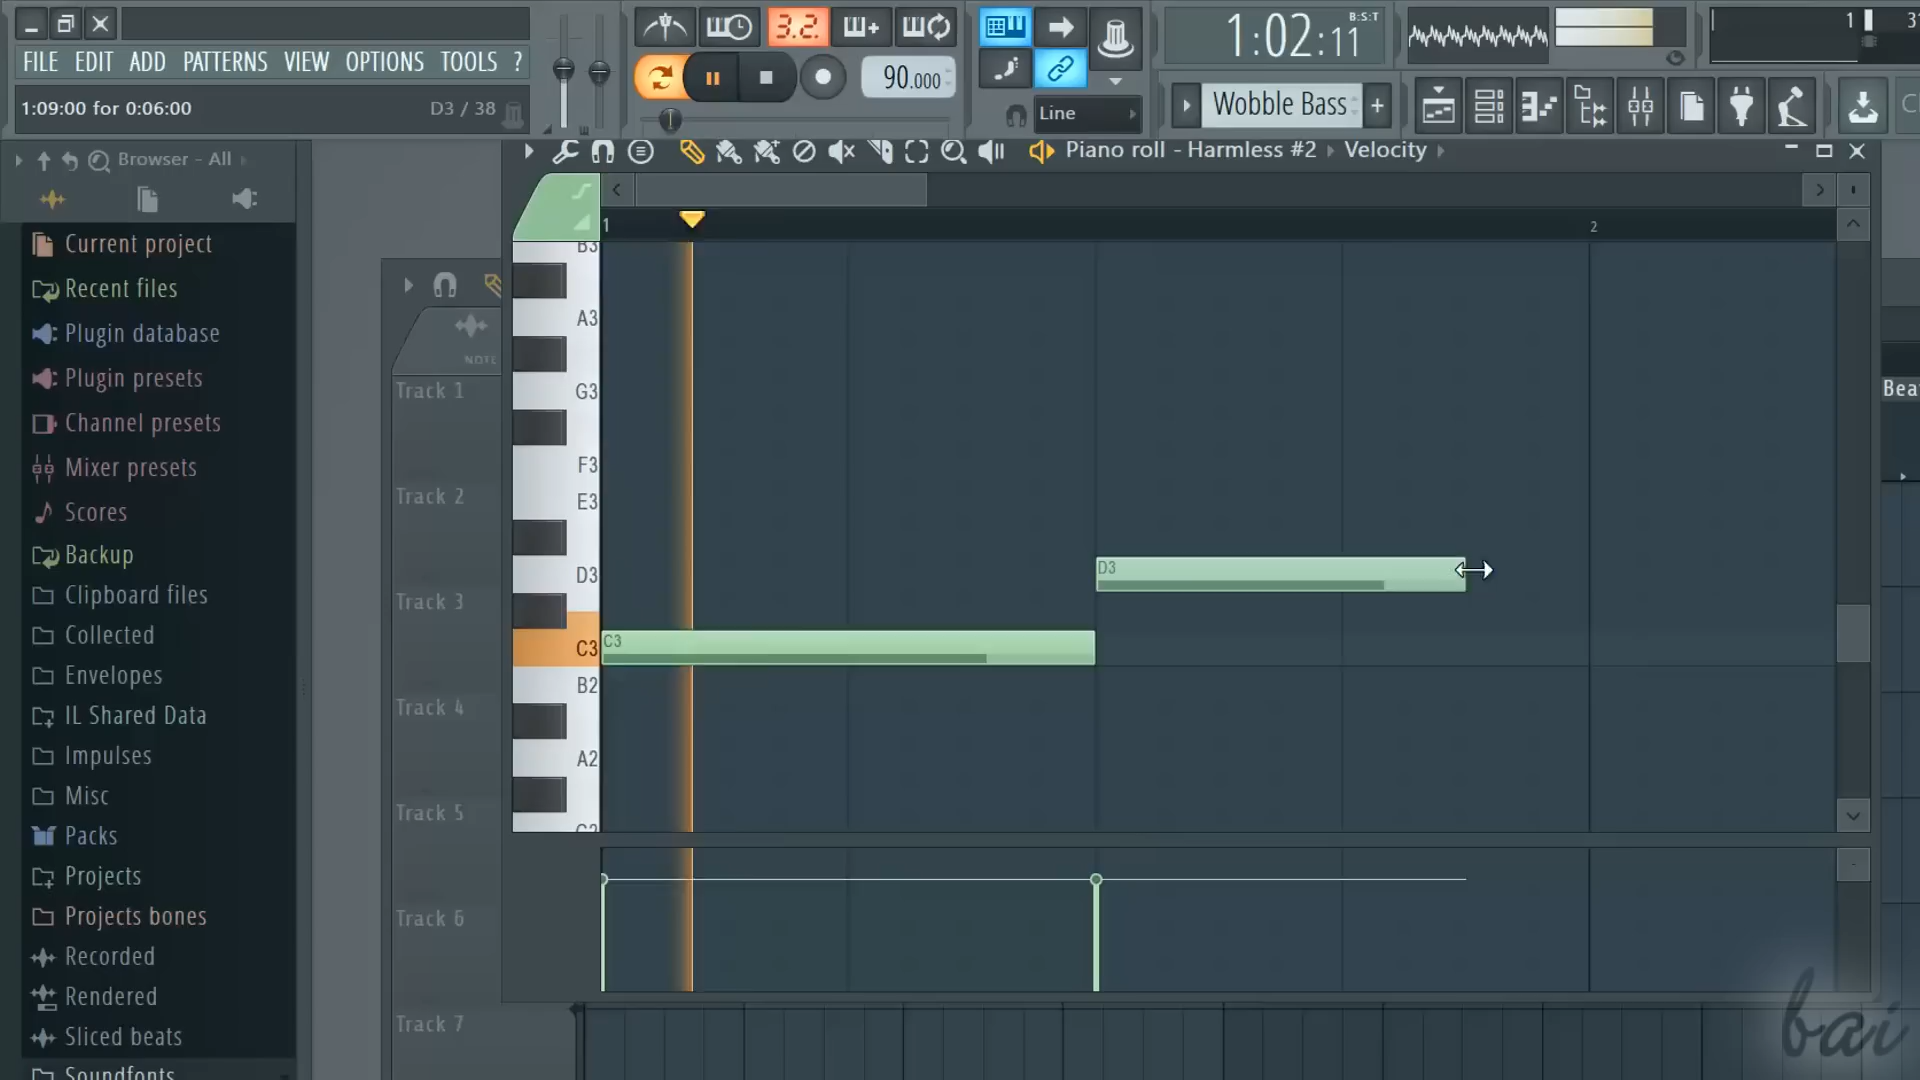 FILE EDIT ADD PATTERNS VIEW OPTIONS TOOLS ?
1:09:00 for 0:06:00 D3 / 38
3.2.
90.000
Line
1:02:11 B:S:T
Wobble Bass
1
Browser - All
Current project
Recent files
Plugin database
Plugin presets
Channel presets
Mixer presets
Scores
Backup
Clipboard files
Collected
Envelopes
IL Shared Data
Impulses
Misc
Packs
Projects
Projects bones
Recorded
Rendered
Sliced beats
Soundfonts
NOTE
Track 1
Track 2
Track 3
Track 4
Track 5
Track 6
Track 7
Piano roll - Harmless #2 Velocity
1 2
B3
A3
G3
F3
E3
D3
C3
B2
A2
G2
D3
C3
Bea
bai